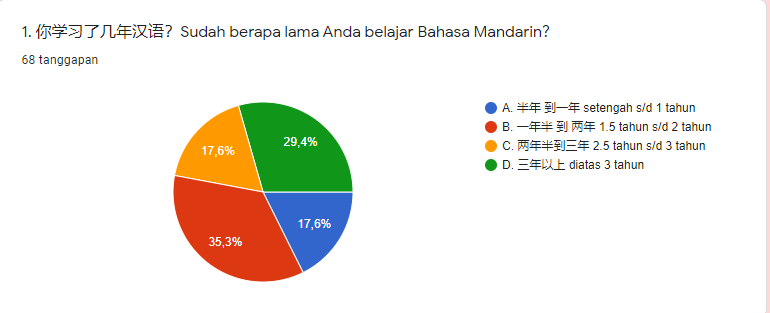 1. 你学习了几年汉语？Sudah berapa lama Anda belajar Bahasa Mandarin?
68 tanggapan
A. 半年 到一年 setengah s/d 1 tahun
B. 一年半 到 两年 1.5 tahun s/d 2 tahun
C. 两年半到三年 2.5 tahun s/d 3 tahun
D. 三年以上 diatas 3 tahun
29,4%
17,6%
17,6%
35,3%